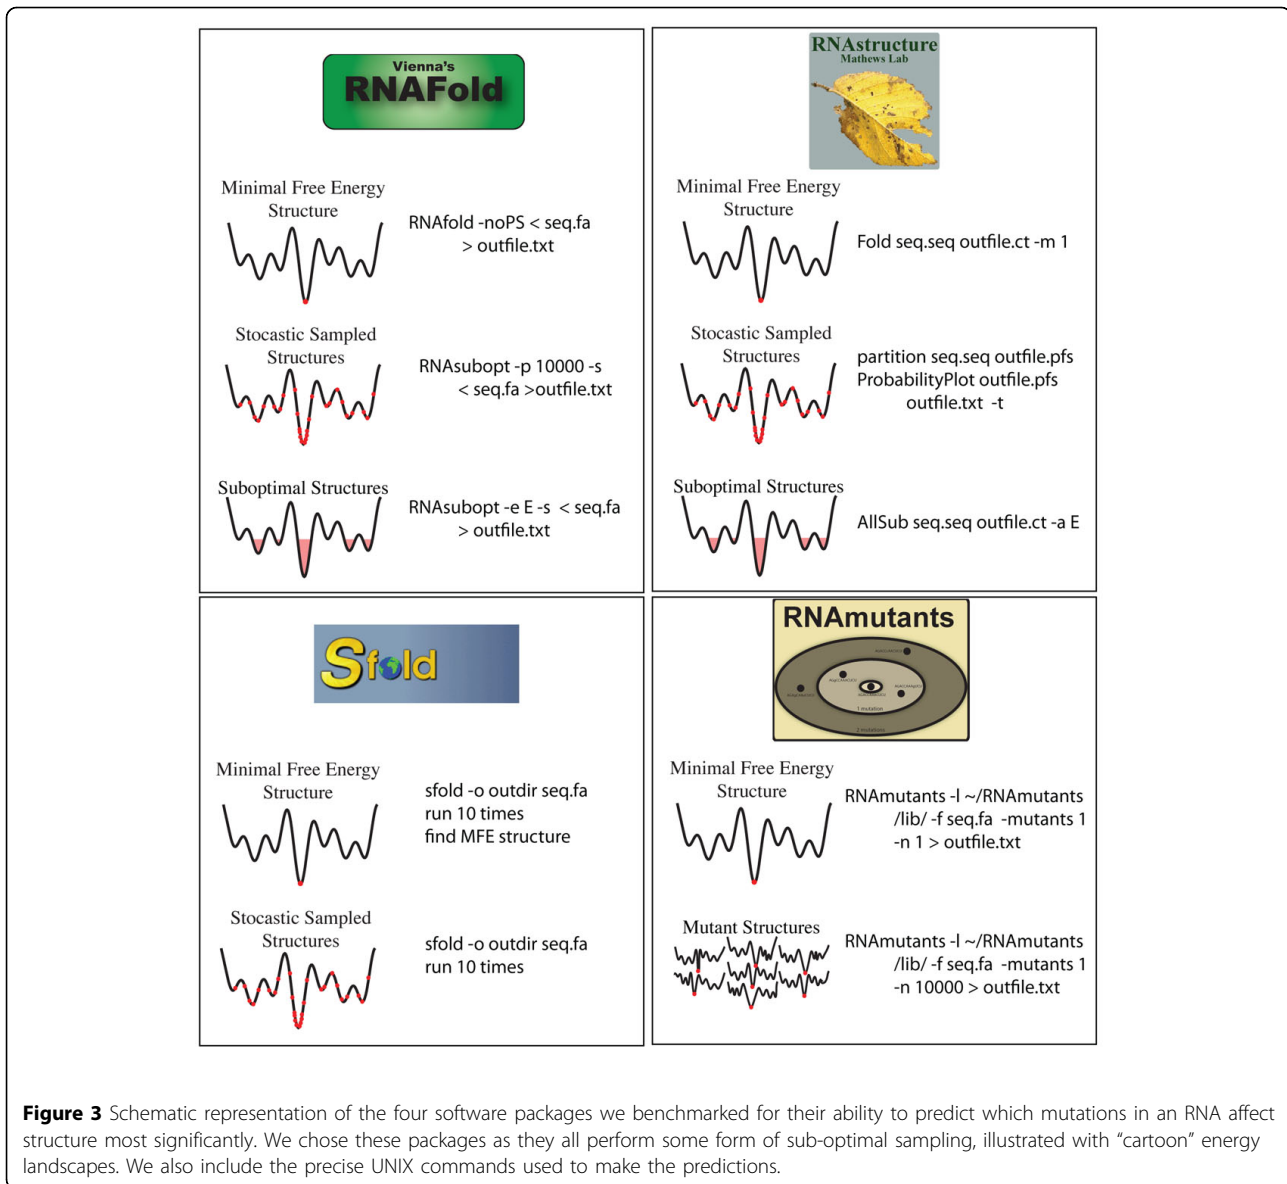 Vienna's
RNAFold
Minimal Free Energy
Structure
RNAfold -noPS < seq.fa
> outfile.txt
Stocastic Sampled
Structures
RNAsubopt -p 10000 -s
< seq.fa >outfile.txt
Suboptimal Structures
RNAsubopt -e E -s < seq.fa
> outfile.txt
RNAstructure
Mathews Lab
Minimal Free Energy
Structure
Fold seq.seq outfile.ct -m 1
Stocastic Sampled
Structures
partition seq.seq outfile.pfs
ProbabilityPlot outfile.pfs
outfile.txt -t
Suboptimal Structures
AllSub seq.seq outfile.ct -a E
Sfold
Minimal Free Energy
Structure
sfold -o outdir seq.fa
run 10 times
find MFE structure
Stocastic Sampled
Structures
sfold -o outdir seq.fa
run 10 times
RNAmutants
1 mutation
2 mutations
Minimal Free Energy
Structure
RNAmutants -l ~/RNAmutants
/lib/ -f seq.fa -mutants 1
-n 1 > outfile.txt
Mutant Structures
RNAmutants -l ~/RNAmutants
/lib/ -f seq.fa -mutants 1
-n 10000 > outfile.txt
Figure 3 Schematic representation of the four software packages we benchmarked for their ability to predict which mutations in an RNA affect
structure most significantly. We chose these packages as they all perform some form of sub-optimal sampling, illustrated with "cartoon" energy
landscapes. We also include the precise UNIX commands used to make the predictions.